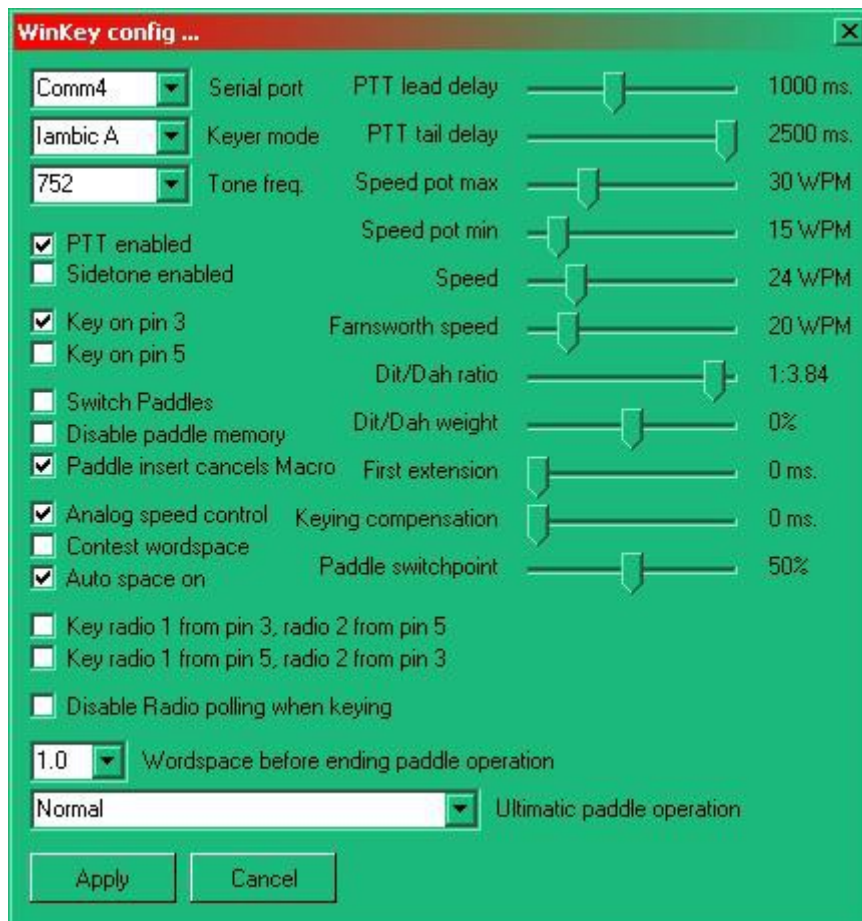 WinKey config ...
Comm4 Serial port
Iambic A Keyer mode
752 Tone freq.
PTT enabled
Sidetone enabled
Key on pin 3
Key on pin 5
Switch Paddles
Disable paddle memory
Paddle insert cancels Macro
Analog speed control
Contest wordspace
Auto space on
Key radio 1 from pin 3, radio 2 from pin 5
Key radio 1 from pin 5, radio 2 from pin 3
Disable Radio polling when keying
1.0 Wordspace before ending paddle operation
Normal Ultimatic paddle operation
Apply Cancel
PTT lead delay 1000 ms.
PTT tail delay 2500 ms.
Speed pot max 30 WPM
Speed pot min 15 WPM
Speed 24 WPM
Farnsworth speed 20 WPM
Dit/Dah ratio 1:3.84
Dit/Dah weight 0%
First extension 0 ms.
Keying compensation 0 ms.
Paddle switchpoint 50%